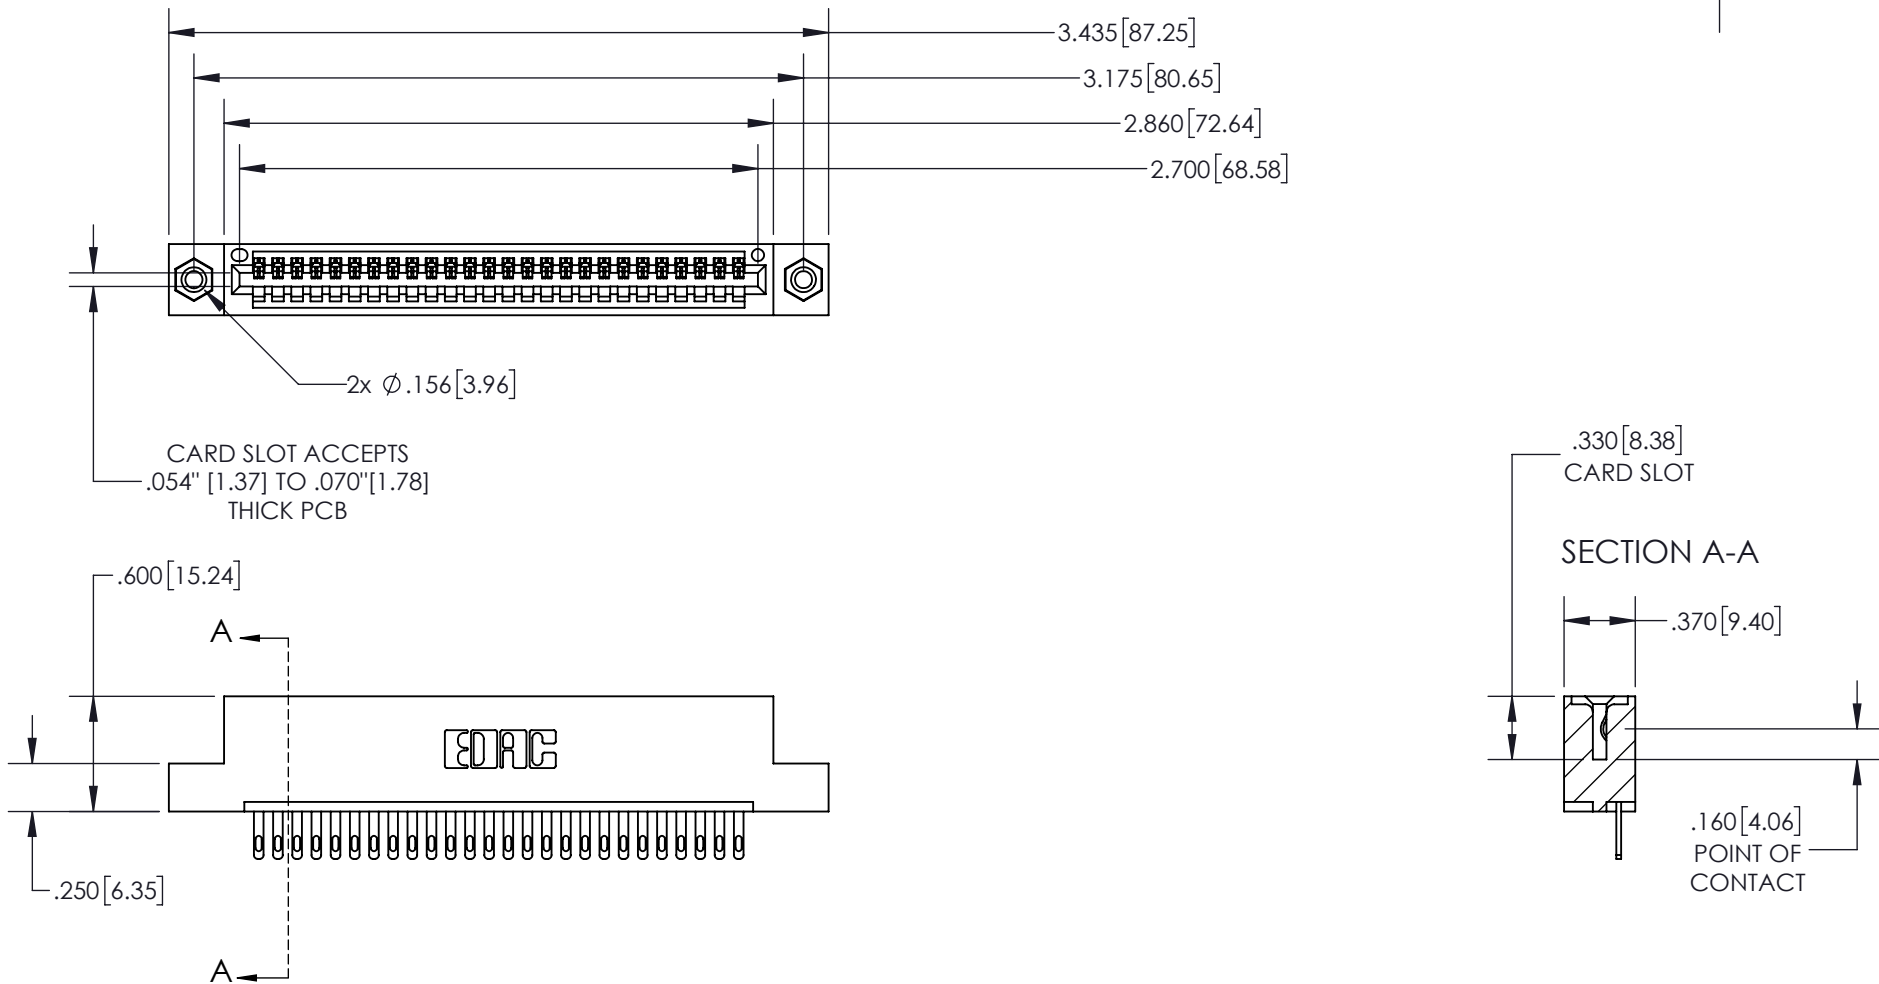 3.435[87.25]
3.175[80.65]
2.860[72.64]
2.700[68.58]
2x Ø.156[3.96]
CARD SLOT ACCEPTS
.054" [1.37] TO .070"[1.78]
THICK PCB
.330[8.38]
CARD SLOT
SECTION A-A
.600[15.24]
.370[9.40]
A
EDAC
.160[4.06]
POINT OF
CONTACT
.250[6.35]
A